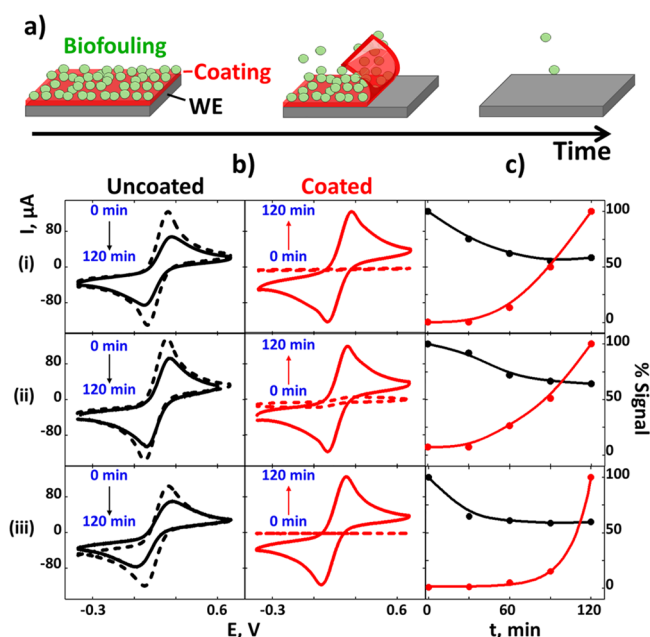 a)
Biofouling
Coating
WE
Time
b)
c)
Uncoated
Coated
I, µA
80
0
-80
(i)
0 min
120 min
120 min
0 min
100
50
0
80
0
-80
(ii)
0 min
120 min
120 min
0 min
100
50
0
% Signal
80
0
-80
(iii)
0 min
120 min
120 min
0 min
100
50
0
-0.3 0.6 -0.3 0.6 0 60 120
E, V
t, min